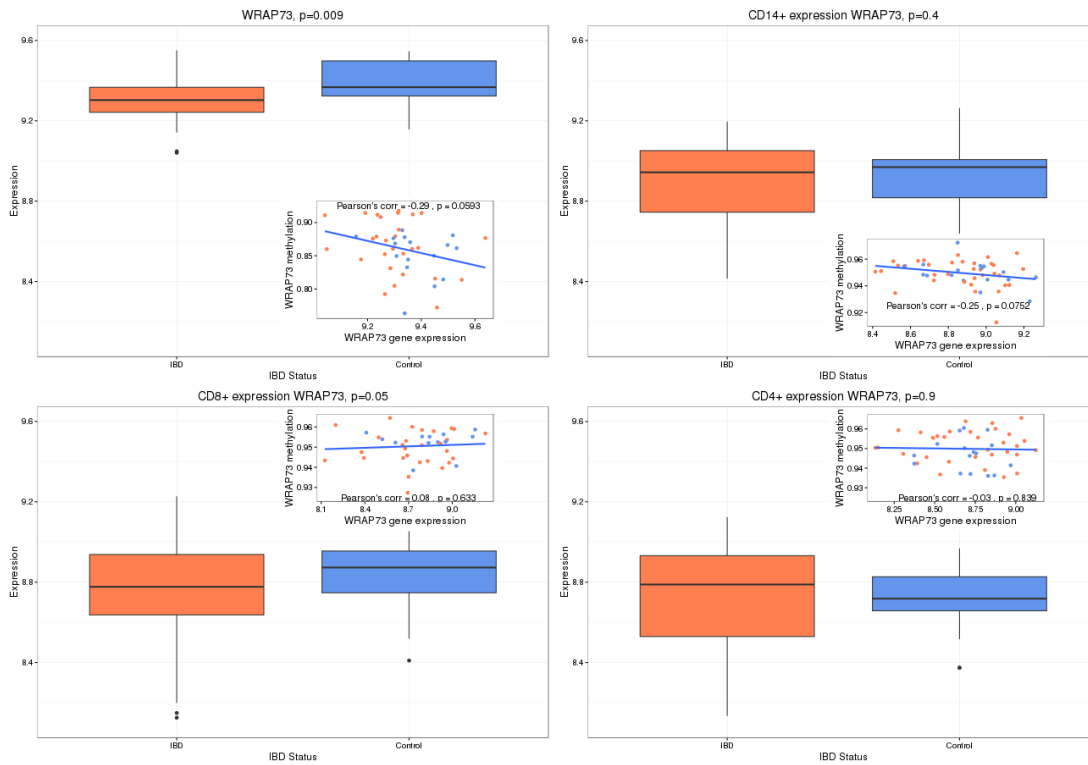 WRAP73, p=0.009
Expression
9.6
9.2
8.8
8.4
WRAP73 methylation
0.90
0.85
0.80
Pearson's corr = -0.29 , p = 0.0593
9.2 9.4 9.6
WRAP73 gene expression
IBD Control
IBD Status
CD14+ expression WRAP73, p=0.4
Expression
9.6
9.2
8.8
8.4
WRAP73 methylation
0.96
0.94
0.92
Pearson's corr = -0.25 , p = 0.0752
8.4 8.6 8.8 9.0 9.2
WRAP73 gene expression
IBD Control
IBD Status
CD8+ expression WRAP73, p=0.05
Expression
9.6
9.2
8.8
8.4
WRAP73 methylation
0.96
0.95
0.94
0.93
Pearson's corr = 0.08 , p = 0.633
8.1 8.4 8.7 9.0
WRAP73 gene expression
IBD Control
IBD Status
CD4+ expression WRAP73, p=0.9
Expression
9.6
9.2
8.8
8.4
WRAP73 methylation
0.96
0.95
0.94
0.93
Pearson's corr = -0.03 , p = 0.839
8.25 8.50 8.75 9.00
WRAP73 gene expression
IBD Control
IBD Status